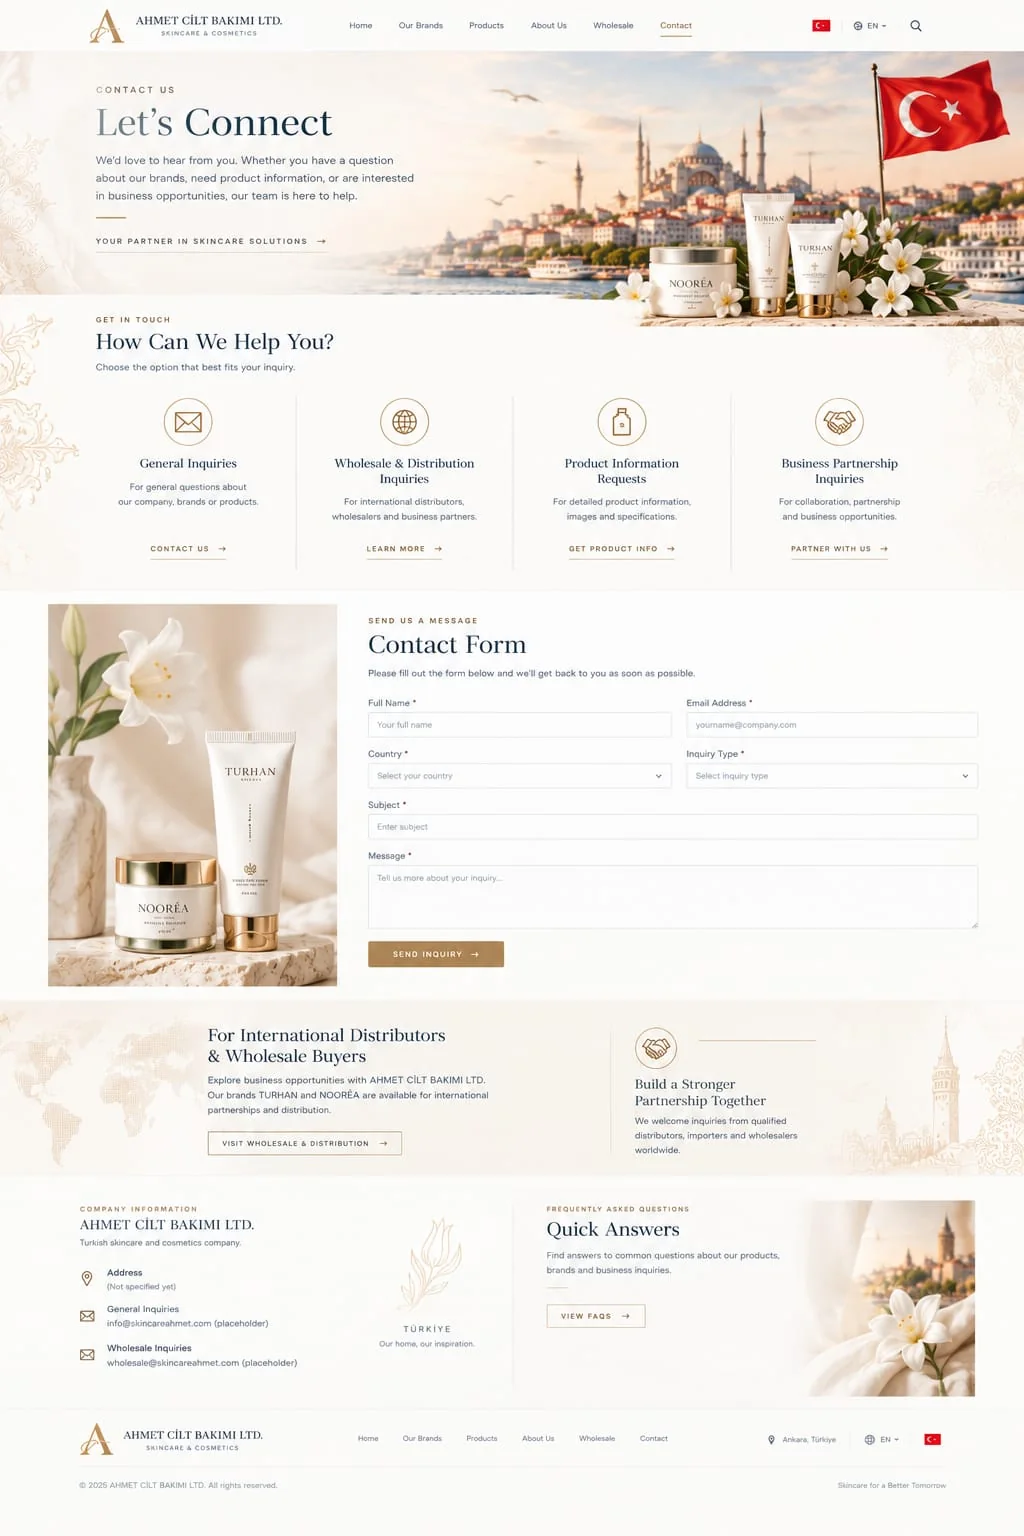 AHMET CİLT BAKIMI LTD.
SKINCARE & COSMETICS
Home
Our Brands
Products
About Us
Wholesale
Contact
EN
CONTACT US
Let's Connect
We'd love to hear from you. Whether you have a question
about our brands, need product information, or are interested
in business opportunities, our team is here to help.
YOUR PARTNER IN SKINCARE SOLUTIONS →
TURHAN
TURHAN
NOORÉA
GET IN TOUCH
How Can We Help You?
Choose the option that best fits your inquiry.
General Inquiries
For general questions about
our company, brands or products.
CONTACT US →
Wholesale & Distribution
Inquiries
For international distributors,
wholesalers and business partners.
LEARN MORE →
Product Information
Requests
For detailed product information,
images and specifications.
GET PRODUCT INFO →
Business Partnership
Inquiries
For collaboration, partnership
and business opportunities.
PARTNER WITH US →
TURHAN
NOORÉA
SEND US A MESSAGE
Contact Form
Please fill out the form below and we'll get back to you as soon as possible.
Full Name *
Your full name
Email Address *
yourname@company.com
Country *
Select your country
Inquiry Type *
Select inquiry type
Subject *
Enter subject
Message *
Tell us more about your inquiry...
SEND INQUIRY →
For International Distributors
& Wholesale Buyers
Explore business opportunities with AHMET CİLT BAKIMI LTD.
Our brands TURHAN and NOORÉA are available for international
partnerships and distribution.
VISIT WHOLESALE & DISTRIBUTION →
Build a Stronger
Partnership Together
We welcome inquiries from qualified
distributors, importers and wholesalers
worldwide.
COMPANY INFORMATION
AHMET CİLT BAKIMI LTD.
Turkish skincare and cosmetics company.
Address
(Not specified yet)
General Inquiries
info@skincareahmet.com (placeholder)
Wholesale Inquiries
wholesale@skincareahmet.com (placeholder)
TÜRKİYE
Our home, our inspiration.
FREQUENTLY ASKED QUESTIONS
Quick Answers
Find answers to common questions about our products,
brands and business inquiries.
VIEW FAQS →
AHMET CİLT BAKIMI LTD.
SKINCARE & COSMETICS
Home
Our Brands
Products
About Us
Wholesale
Contact
Ankara, Türkiye
EN
© 2025 AHMET CİLT BAKIMI LTD. All rights reserved.
Skincare for a Better Tomorrow